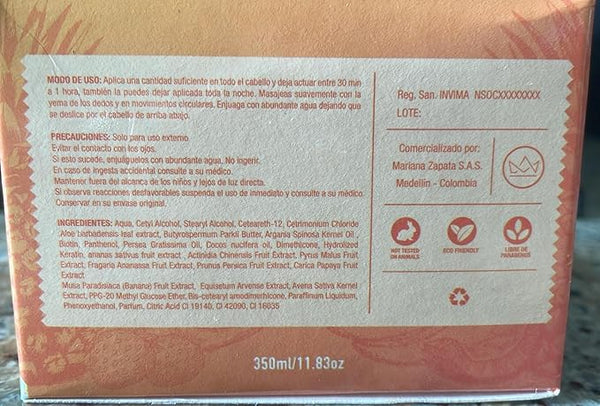 MODO DE USO: Aplica una cantidad suficiente en todo el cabello y deja actuar entre 30 min
a 1 hora, también la puedes dejar aplicada toda la noche. Masajeas suavemente con la
yema de los dedos y en movimientos circulares. Enjuaga con abundante agua dejando que
se deslice por el cabello de arriba abajo.
PRECAUCIONES: Solo para uso externo.
Evitar el contacto con los ojos.
Si esto sucede, enjuáguelos con abundante agua. No ingerir.
En caso de ingesta accidental consulte a su médico.
Mantener fuera del alcance de los niños y lejos de luz directa.
Si observa reacciones desfavorables suspenda el uso de inmediato y consulte a su médico.
Conservar en su envase original.
INGREDIENTES: Aqua, Cetyl Alcohol, Stearyl Alcohol, Ceteareth-12, Cetrimonium Chloride
Aloe barbadensis leaf extract, Butyrospermum Parkii Butter, Argania Spinosa Kernel Oil,
Biotin, Panthenol, Persea Gratissima Oil, Cocos nucifera oil, Dimethicone, Hydrolized
Keratin, ananas sativus fruit extract, Actinidia Chinensis Fruit Extract, Pyrus Malus Fruit
Extract, Fragaria Ananassa Fruit Extract, Prunus Persica Fruit Extract, Carica Papaya Fruit
Extract
Musa Paradisiaca (Banana) Fruit Extract, Equisetum Arvense Extract, Avena Sativa Kernel
Extract, PPG-20 Methyl Glucose Ether, Bis-cetearyl amodimethicone, Paraffinum Liquidum,
Phenoxyethanol, Parfum, Citric Acid CI 19140, CI 42090, CI 16035
Reg. San. INVIMA NSOCXXXXXXXX
LOTE:
Comercializado por:
Mariana Zapata S.A.S.
Medellín - Colombia
NOT TESTED
ON ANIMALS
ECO FRIENDLY
LIBRE DE
PARABENOS
350ml/11.83oz